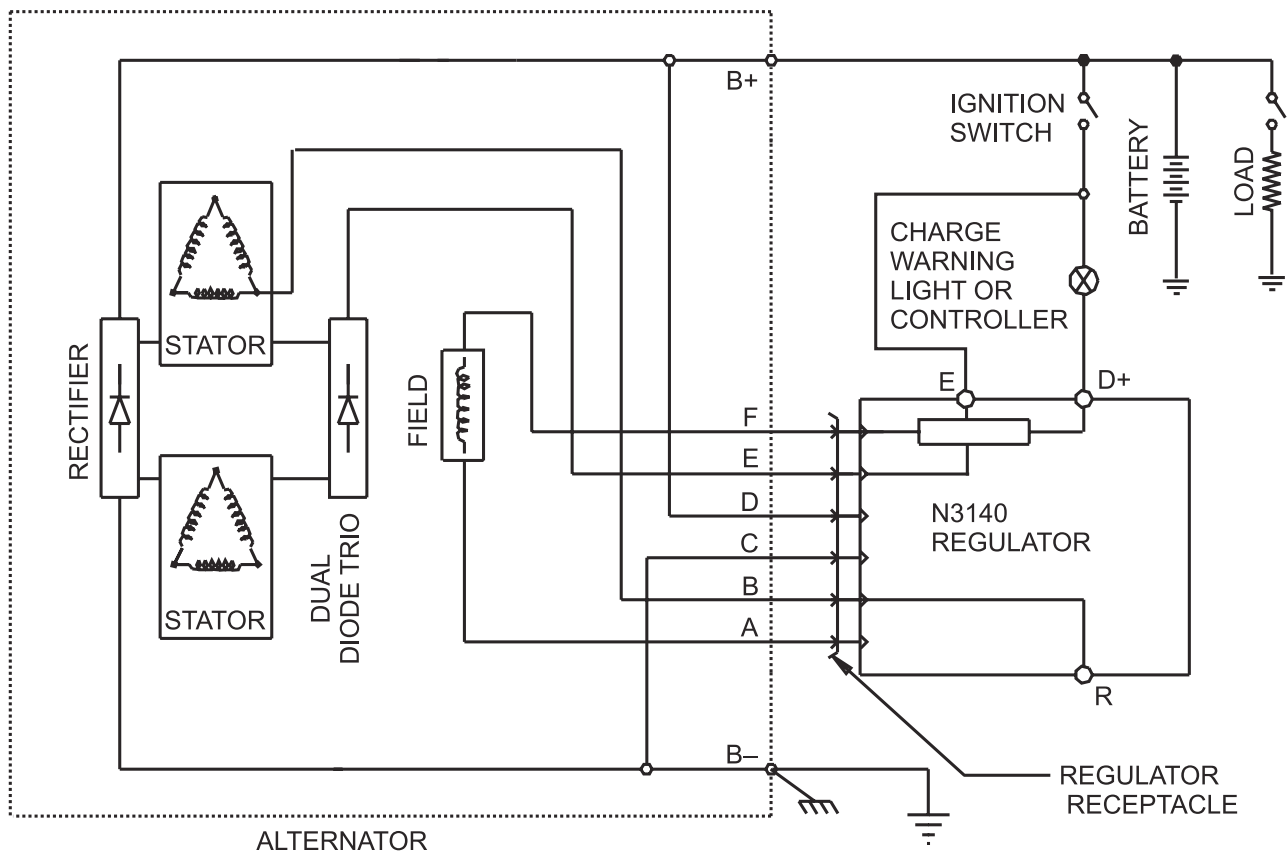 B+
IGNITION
SWITCH
BATTERY
LOAD
CHARGE
WARNING
LIGHT OR
CONTROLLER
STATOR
RECTIFIER
FIELD
E
D+
F
E
D
C
B
A
N3140
REGULATOR
STATOR
DUAL
DIODE TRIO
R
B–
REGULATOR
RECEPTACLE
ALTERNATOR